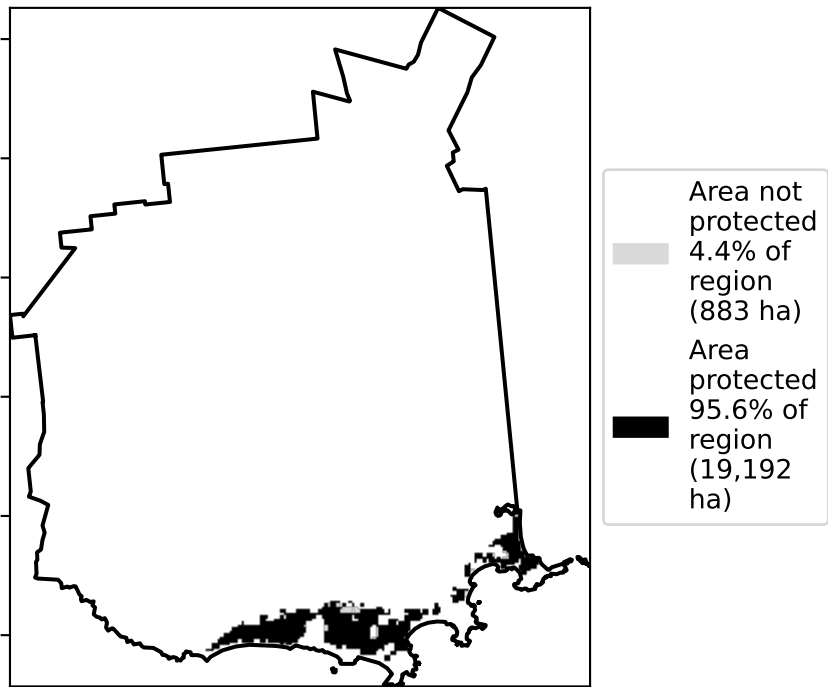 Area not
protected
4.4% of
region
(883 ha)
Area
protected
95.6% of
region
(19,192
ha)